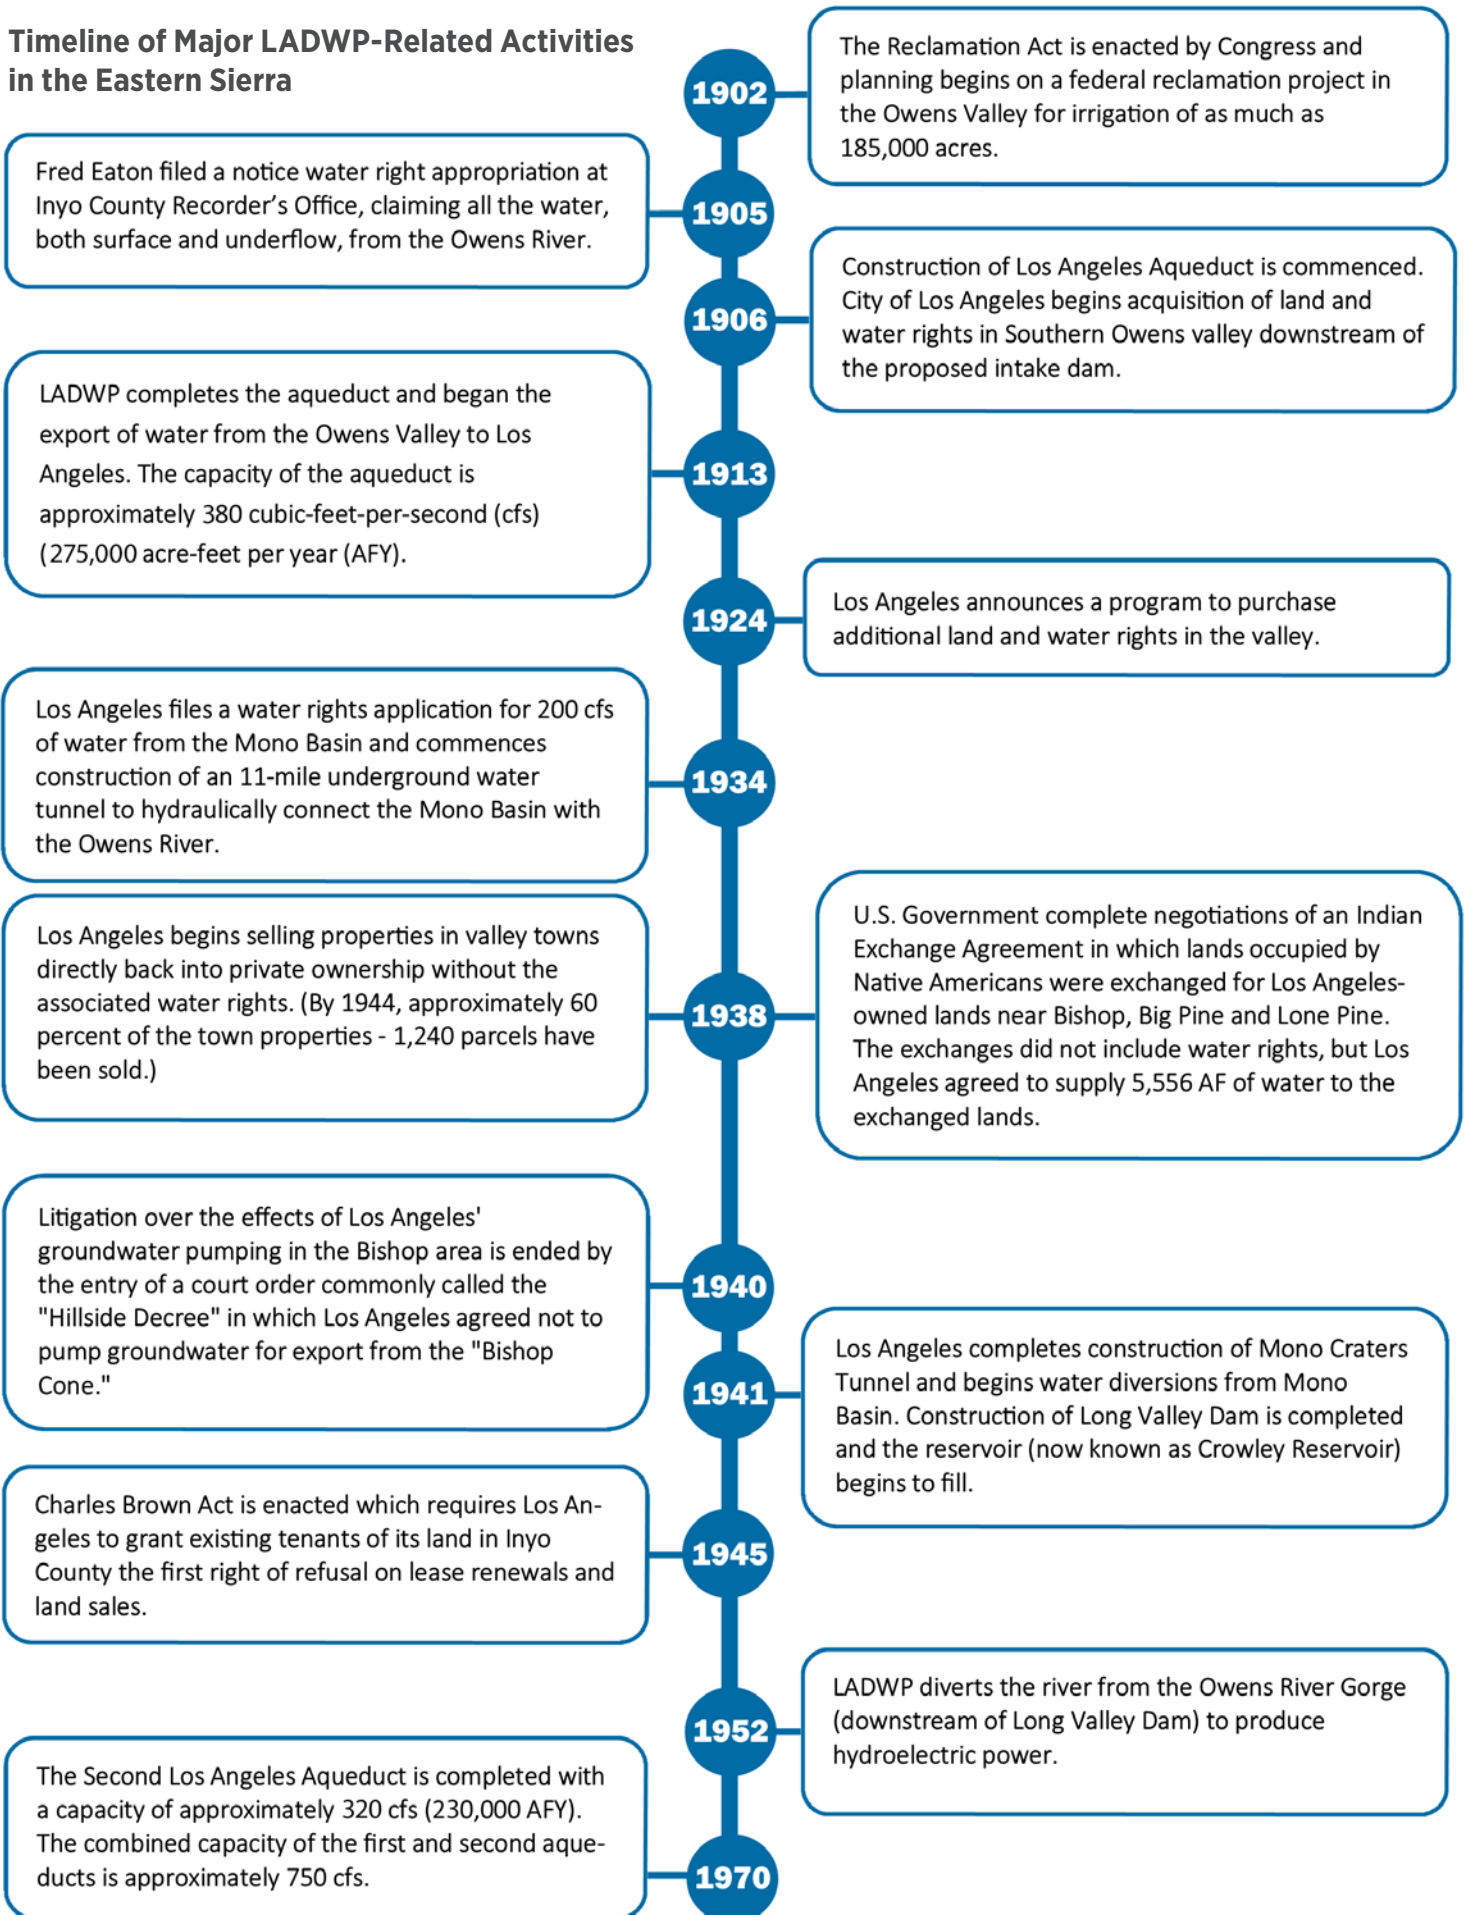 Timeline of Major LADWP-Related Activities
in the Eastern Sierra
1902
The Reclamation Act is enacted by Congress and
planning begins on a federal reclamation project in
the Owens Valley for irrigation of as much as
185,000 acres.
Fred Eaton filed a notice water right appropriation at
Inyo County Recorder’s Office, claiming all the water,
both surface and underflow, from the Owens River.
1905
1906
Construction of Los Angeles Aqueduct is commenced.
City of Los Angeles begins acquisition of land and
water rights in Southern Owens valley downstream of
the proposed intake dam.
LADWP completes the aqueduct and began the
export of water from the Owens Valley to Los
Angeles. The capacity of the aqueduct is
approximately 380 cubic-feet-per-second (cfs)
(275,000 acre-feet per year (AFY).
1913
1924
Los Angeles announces a program to purchase
additional land and water rights in the valley.
Los Angeles files a water rights application for 200 cfs
of water from the Mono Basin and commences
construction of an 11-mile underground water
tunnel to hydraulically connect the Mono Basin with
the Owens River.
1934
Los Angeles begins selling properties in valley towns
directly back into private ownership without the
associated water rights. (By 1944, approximately 60
percent of the town properties - 1,240 parcels have
been sold.)
1938
U.S. Government complete negotiations of an Indian
Exchange Agreement in which lands occupied by
Native Americans were exchanged for Los Angeles-
owned lands near Bishop, Big Pine and Lone Pine.
The exchanges did not include water rights, but Los
Angeles agreed to supply 5,556 AF of water to the
exchanged lands.
Litigation over the effects of Los Angeles'
groundwater pumping in the Bishop area is ended by
the entry of a court order commonly called the
"Hillside Decree" in which Los Angeles agreed not to
pump groundwater for export from the "Bishop
Cone."
1940
1941
Los Angeles completes construction of Mono Craters
Tunnel and begins water diversions from Mono
Basin. Construction of Long Valley Dam is completed
and the reservoir (now known as Crowley Reservoir)
begins to fill.
Charles Brown Act is enacted which requires Los An-
geles to grant existing tenants of its land in Inyo
County the first right of refusal on lease renewals and
land sales.
1945
1952
LADWP diverts the river from the Owens River Gorge
(downstream of Long Valley Dam) to produce
hydroelectric power.
The Second Los Angeles Aqueduct is completed with
a capacity of approximately 320 cfs (230,000 AFY).
The combined capacity of the first and second aque-
ducts is approximately 750 cfs.
1970